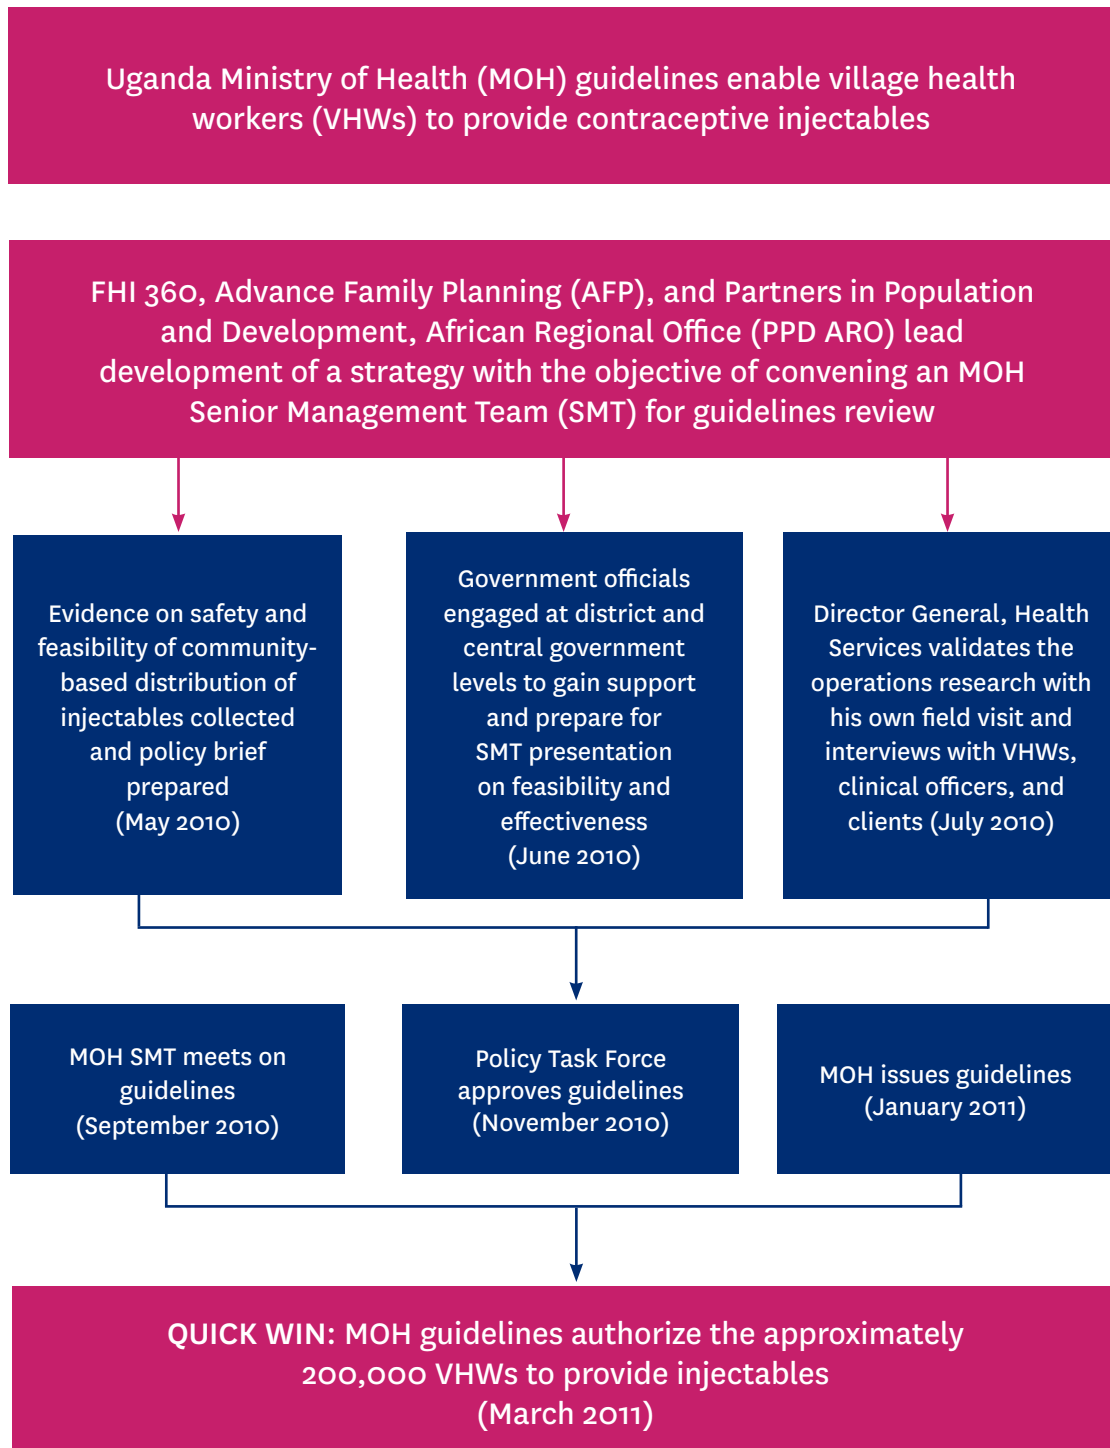 Uganda Ministry of Health (MOH) guidelines enable village health
workers (VHWs) to provide contraceptive injectables
FHI 360, Advance Family Planning (AFP), and Partners in Population
and Development, African Regional Office (PPD ARO) lead
development of a strategy with the objective of convening an MOH
Senior Management Team (SMT) for guidelines review
Evidence on safety and
feasibility of community-
based distribution of
injectables collected
and policy brief
prepared
(May 2010)
Government officials
engaged at district and
central government
levels to gain support
and prepare for
SMT presentation
on feasibility and
effectiveness
(June 2010)
Director General, Health
Services validates the
operations research with
his own field visit and
interviews with VHWs,
clinical officers, and
clients (July 2010)
MOH SMT meets on
guidelines
(September 2010)
Policy Task Force
approves guidelines
(November 2010)
MOH issues guidelines
(January 2011)
QUICK WIN: MOH guidelines authorize the approximately
200,000 VHWs to provide injectables
(March 2011)